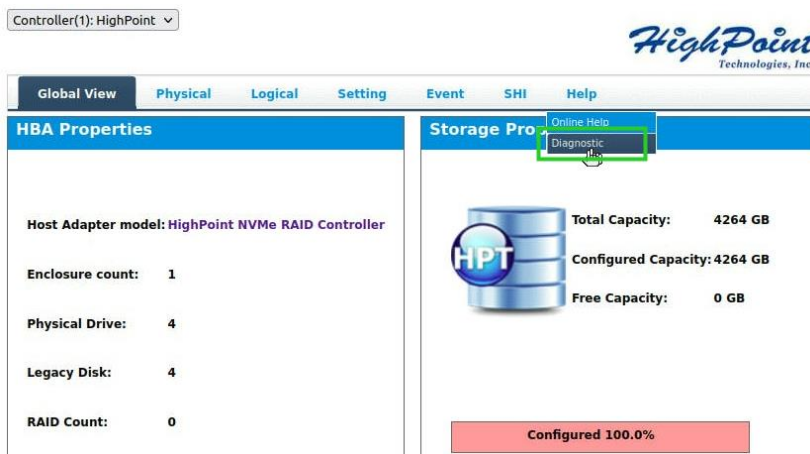 Controller(1): HighPoint
HighPoint
Technologies, Inc
Global View Physical Logical Setting Event SHI Help
Online Help
Diagnostic
HBA Properties
Storage Pro
Host Adapter model: HighPoint NVMe RAID Controller
Enclosure count: 1
Physical Drive: 4
Legacy Disk: 4
RAID Count: 0
HPT
Total Capacity: 4264 GB
Configured Capacity: 4264 GB
Free Capacity: 0 GB
Configured 100.0%